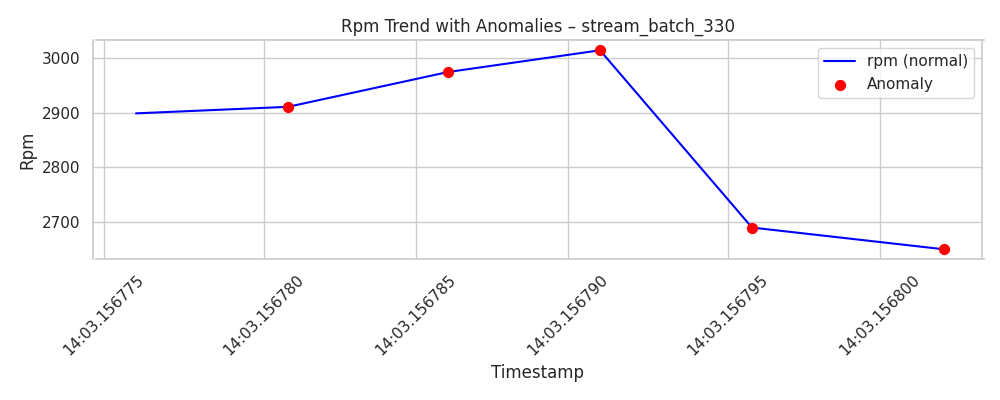 Rpm Trend with Anomalies – stream_batch_330
rpm (normal)
Anomaly
Rpm
3000
2900
2800
2700
14:03.156775
14:03.156780
14:03.156785
14:03.156790
14:03.156795
14:03.156800
Timestamp